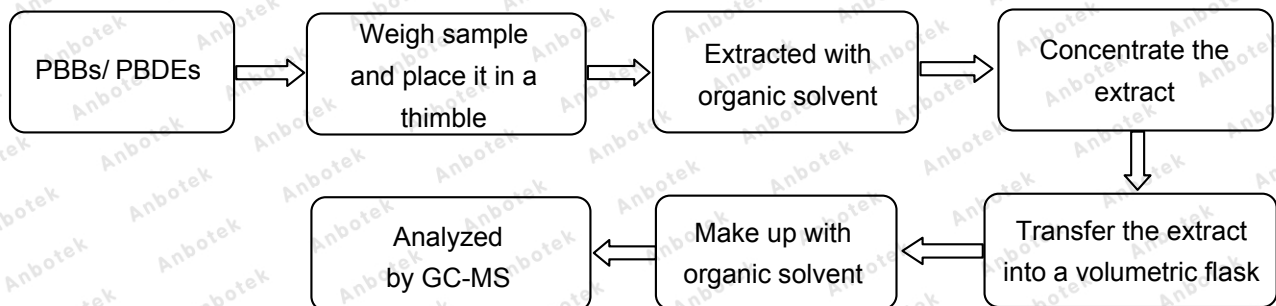 PBBs/ PBDEs
Weigh sample
and place it in a
thimble
Extracted with
organic solvent
Concentrate the
extract
Transfer the extract
into a volumetric flask
Make up with
organic solvent
Analyzed
by GC-MS
Anbotek